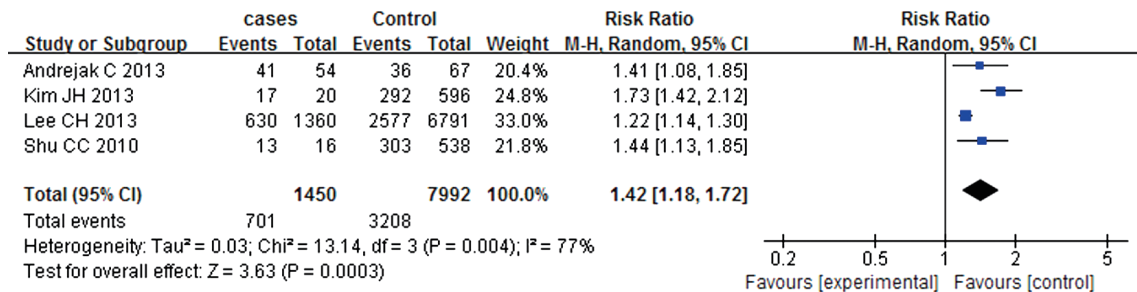 cases Control Risk Ratio Risk Ratio
Study or Subgroup Events Total Events Total Weight M-H, Random, 95% CI M-H, Random, 95% CI
Andrejak C 2013 41 54 36 67 20.4% 1.41 [1.08, 1.85]
Kim JH 2013 17 20 292 596 24.8% 1.73 [1.42, 2.12]
Lee CH 2013 630 1360 2577 6791 33.0% 1.22 [1.14, 1.30]
Shu CC 2010 13 16 303 538 21.8% 1.44 [1.13, 1.85]
Total (95% CI) 1450 7992 100.0% 1.42 [1.18, 1.72]
Total events 701 3208
Heterogeneity: Tau² = 0.03; Chi² = 13.14, df = 3 (P = 0.004); I² = 77%
Test for overall effect: Z = 3.63 (P = 0.0003)
0.2 0.5 1 2 5
Favours [experimental] Favours [control]